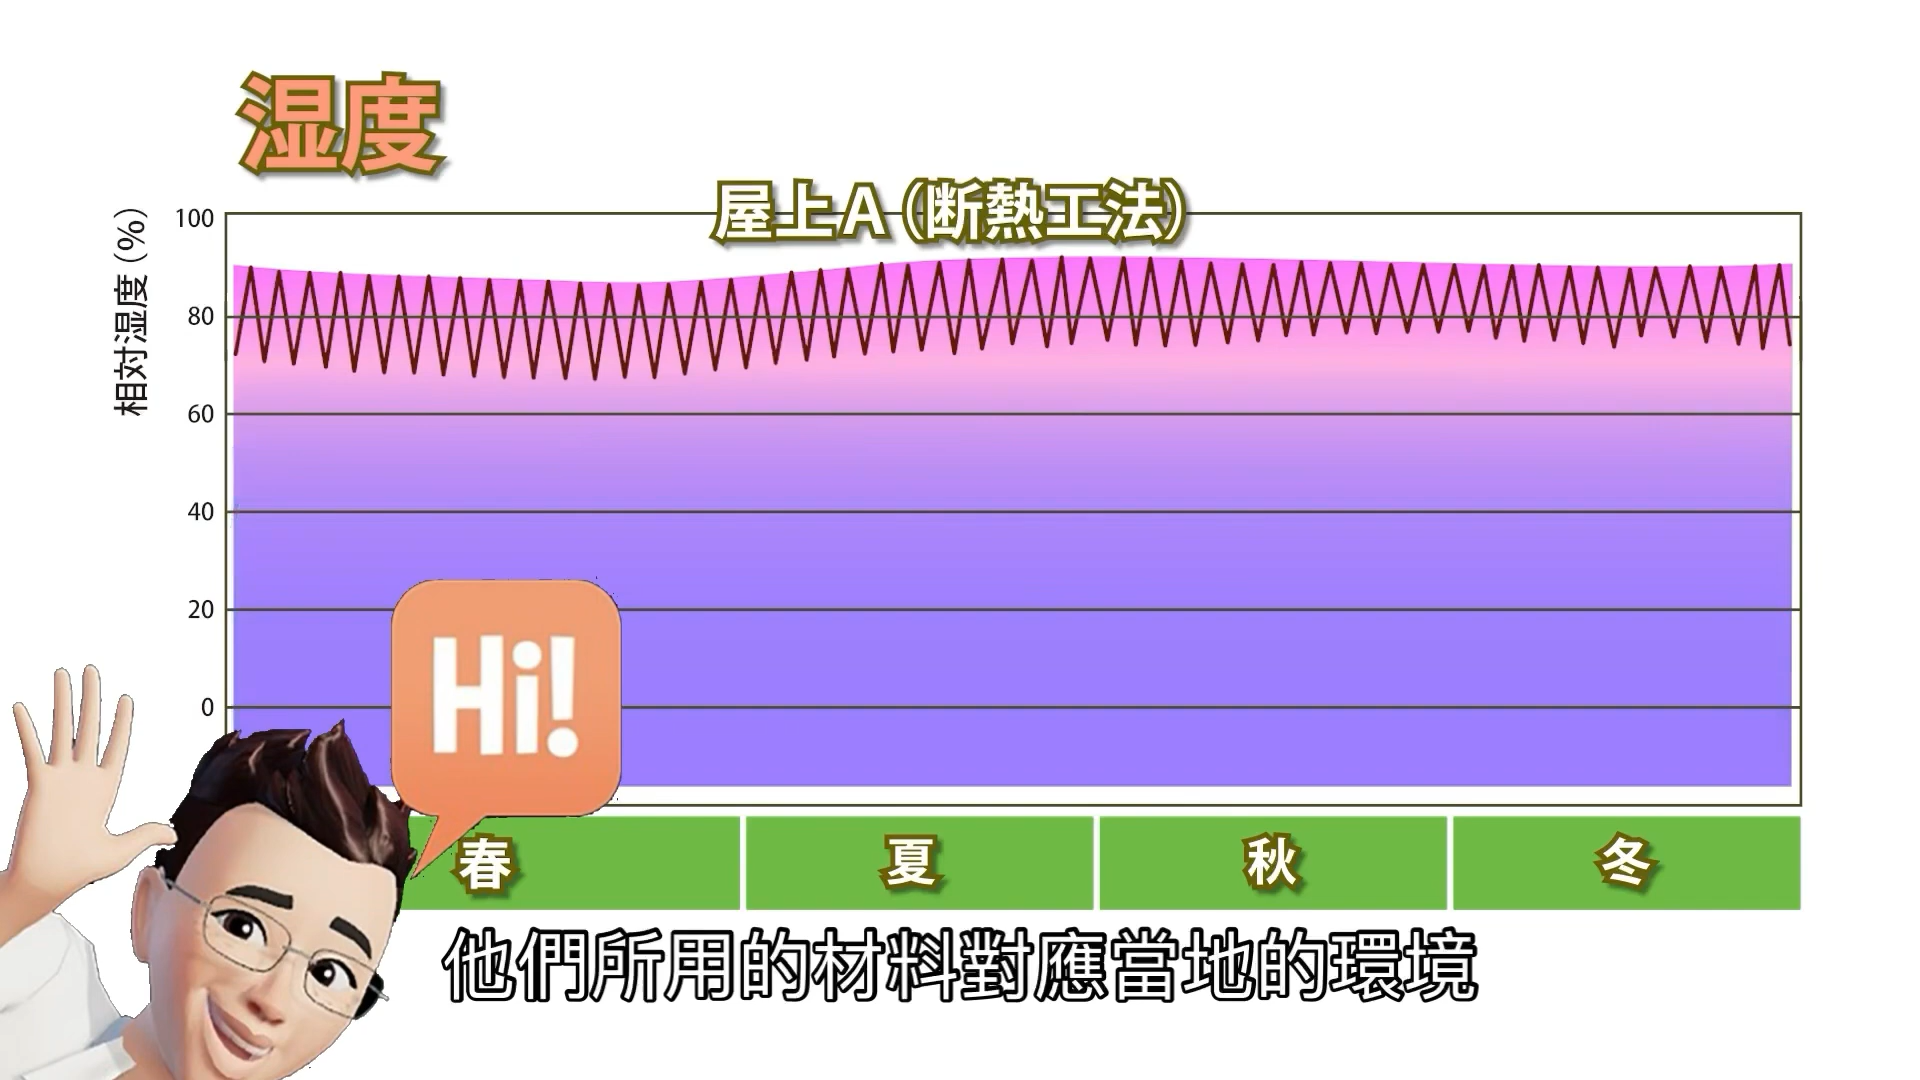 湿度
屋上A(断熱工法)
相対湿度(%)
100
80
60
40
20
0
Hi!
春
夏
秋
冬
他們所用的材料對應當地的環境